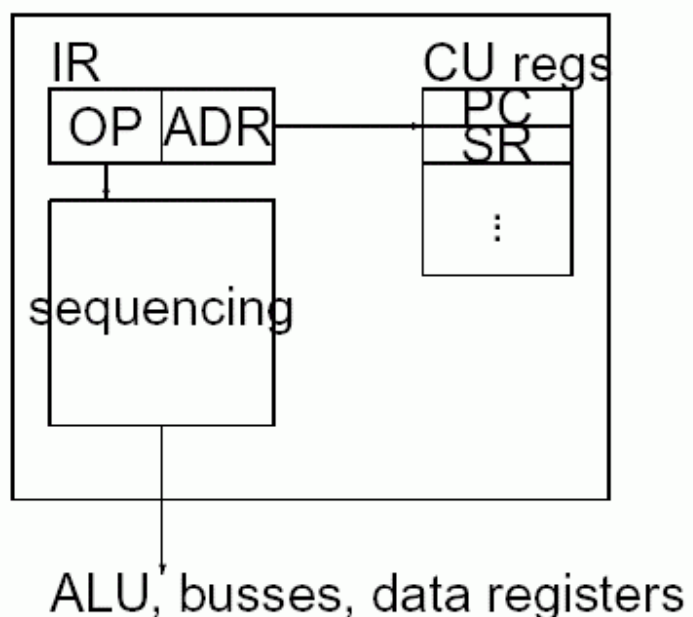 IR
CU regs
OP ADR
PC
SR
...
sequencing
ALU, busses, data registers